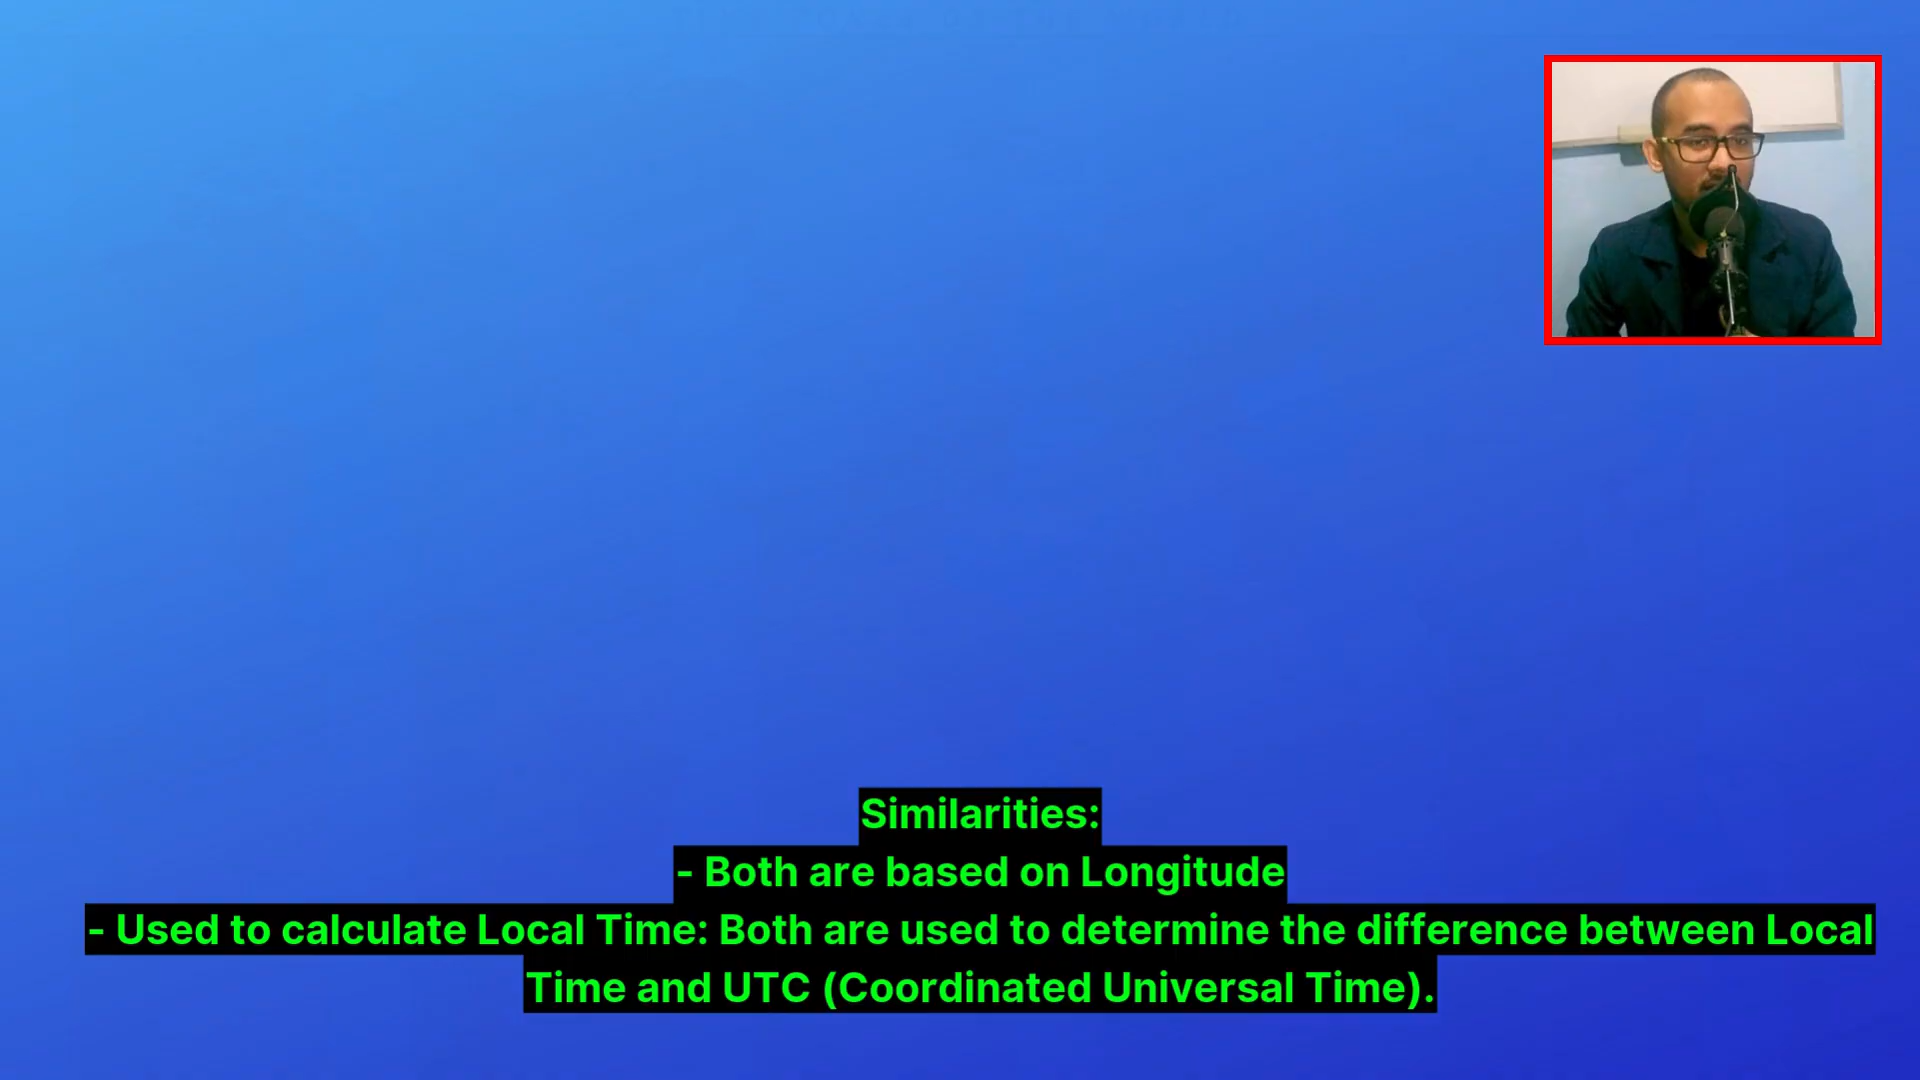 Similarities:
- Both are based on Longitude
- Used to calculate Local Time: Both are used to determine the difference between Local
Time and UTC (Coordinated Universal Time).